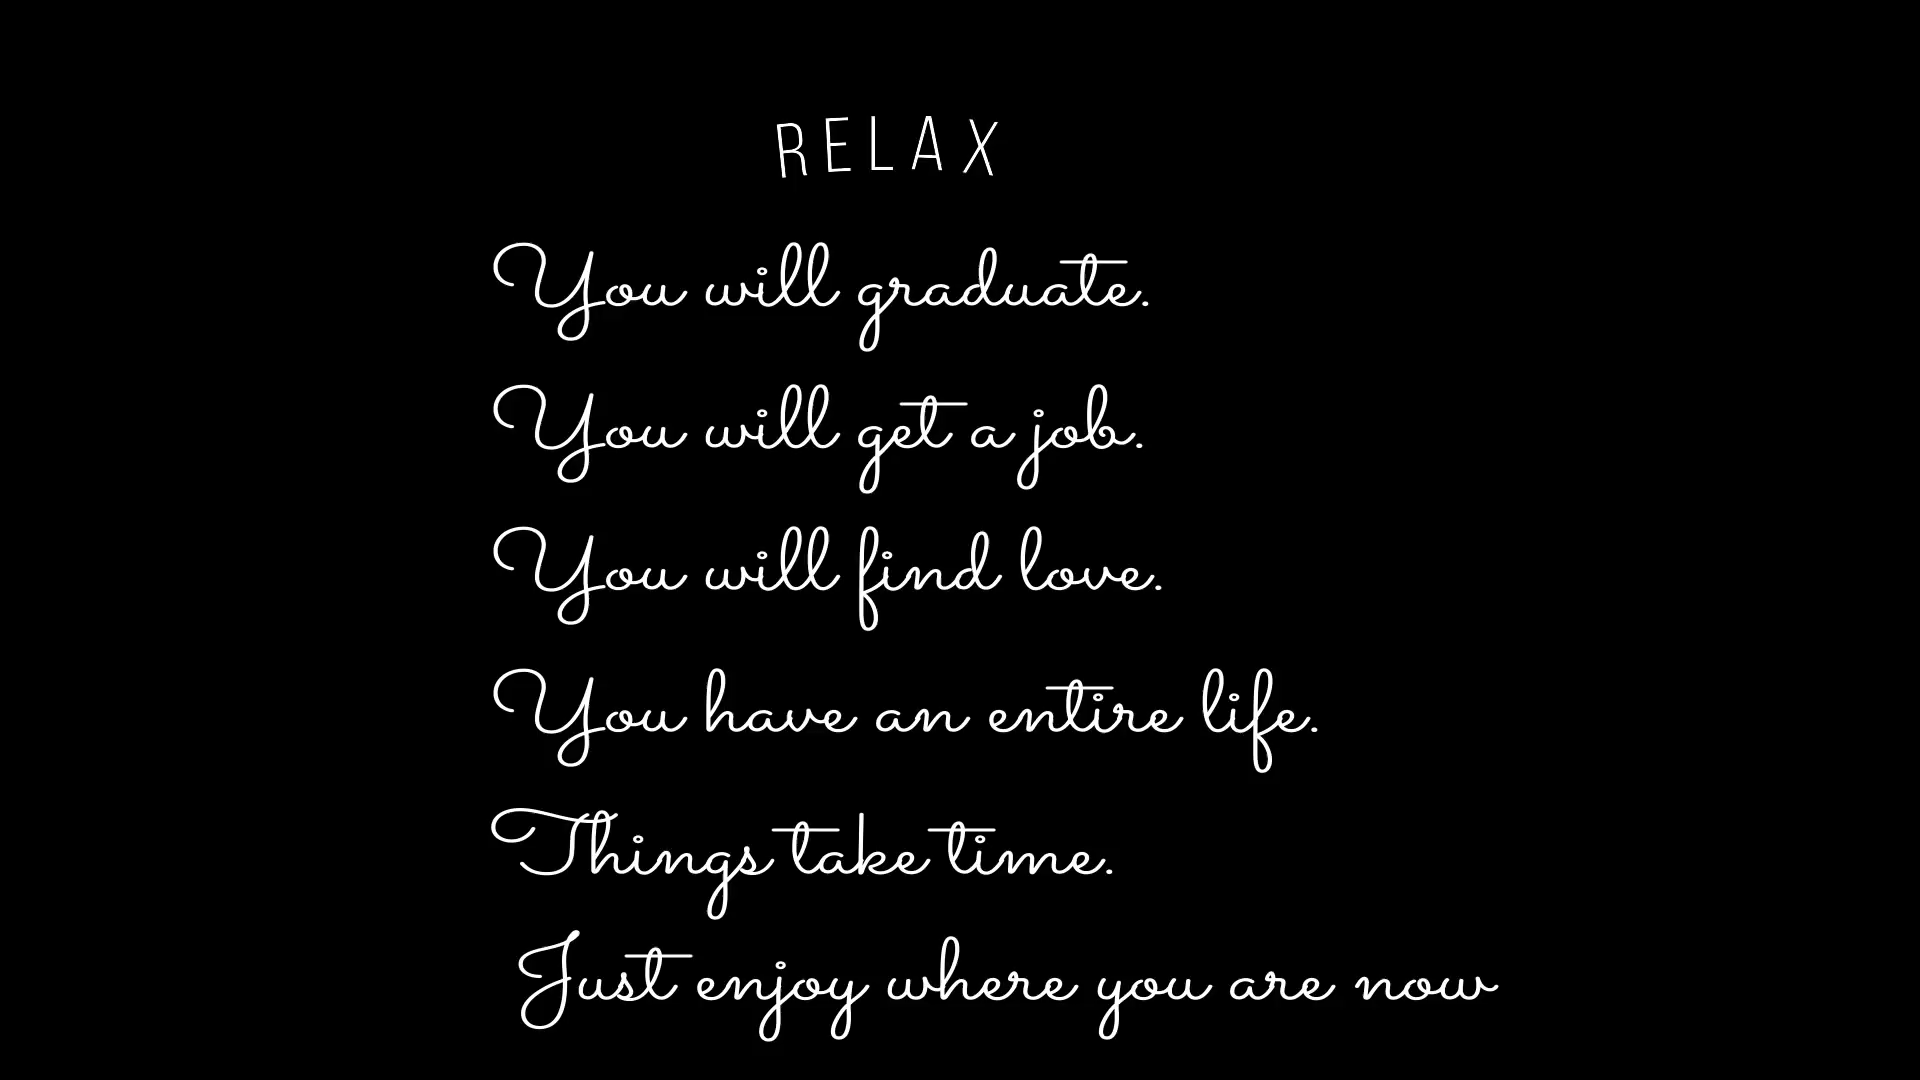 RELAX
You will graduate.
You will get a job.
You will find love.
You have an entire life.
Things take time.
Just enjoy where you are now